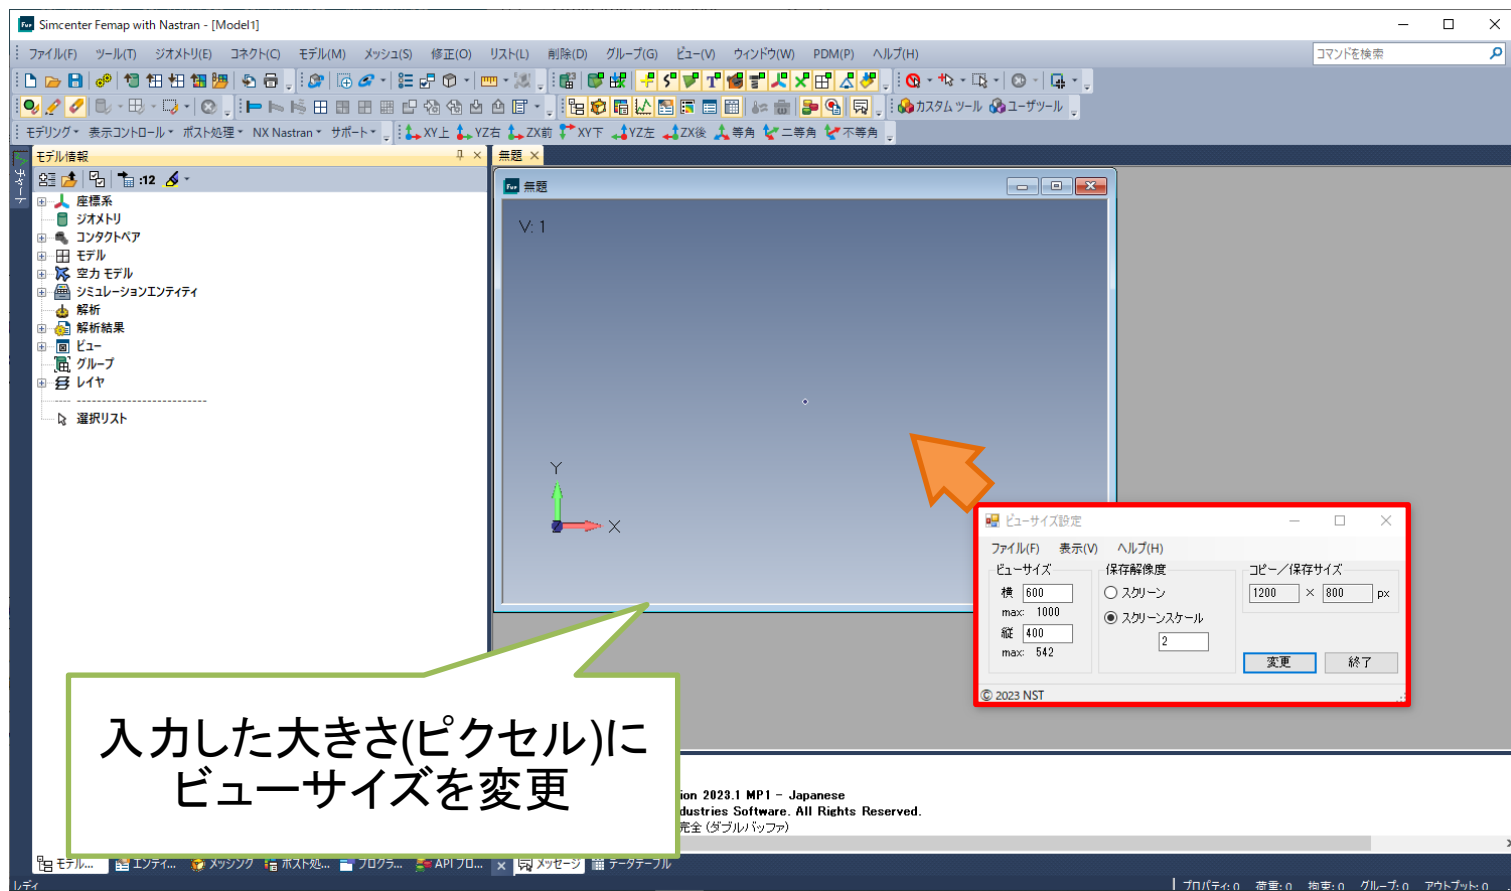 Simcenter Femap with Nastran - [Model1]
ファイル(F) ツール(T) ジオメトリ(E) コネクト(C) モデル(M) メッシュ(S) 修正(O) リスト(L) 削除(D) グループ(G) ビュー(V) ウィンドウ(W) PDM(P) ヘルプ(H)
コマンドを検索
カスタム ツール ユーザツール
モデリング 表示コントロール ポスト処理 NX Nastran サポート XY上 YZ右 ZX前 XY下 YZ左 ZX後 等角 二等角 不等角
チャート
モデル情報
無題
:12
座標系
ジオメトリ
コンタクトペア
モデル
空力 モデル
シミュレーションエンティティ
解析
解析結果
ビュー
グループ
レイヤ
選択リスト
無題
V: 1
Y
X
ビューサイズ設定
ファイル(F) 表示(V) ヘルプ(H)
ビューサイズ
横 600
max: 1000
縦 400
max: 542
保存解像度
スクリーン
スクリーンスケール
2
コピー／保存サイズ
1200 × 800 px
変更 終了
© 2023 NST
入力した大きさ(ピクセル)に
ビューサイズを変更
ion 2023.1 MP1 - Japanese
dustries Software. All Rights Reserved.
完全 (ダブルバッファ)
モデル... エンティ... メッシング ポスト処... プログラ... API プロ... メッセージ データテーブル
レディ
プロパティ: 0 荷重: 0 拘束: 0 グループ: 0 アウトプット: 0